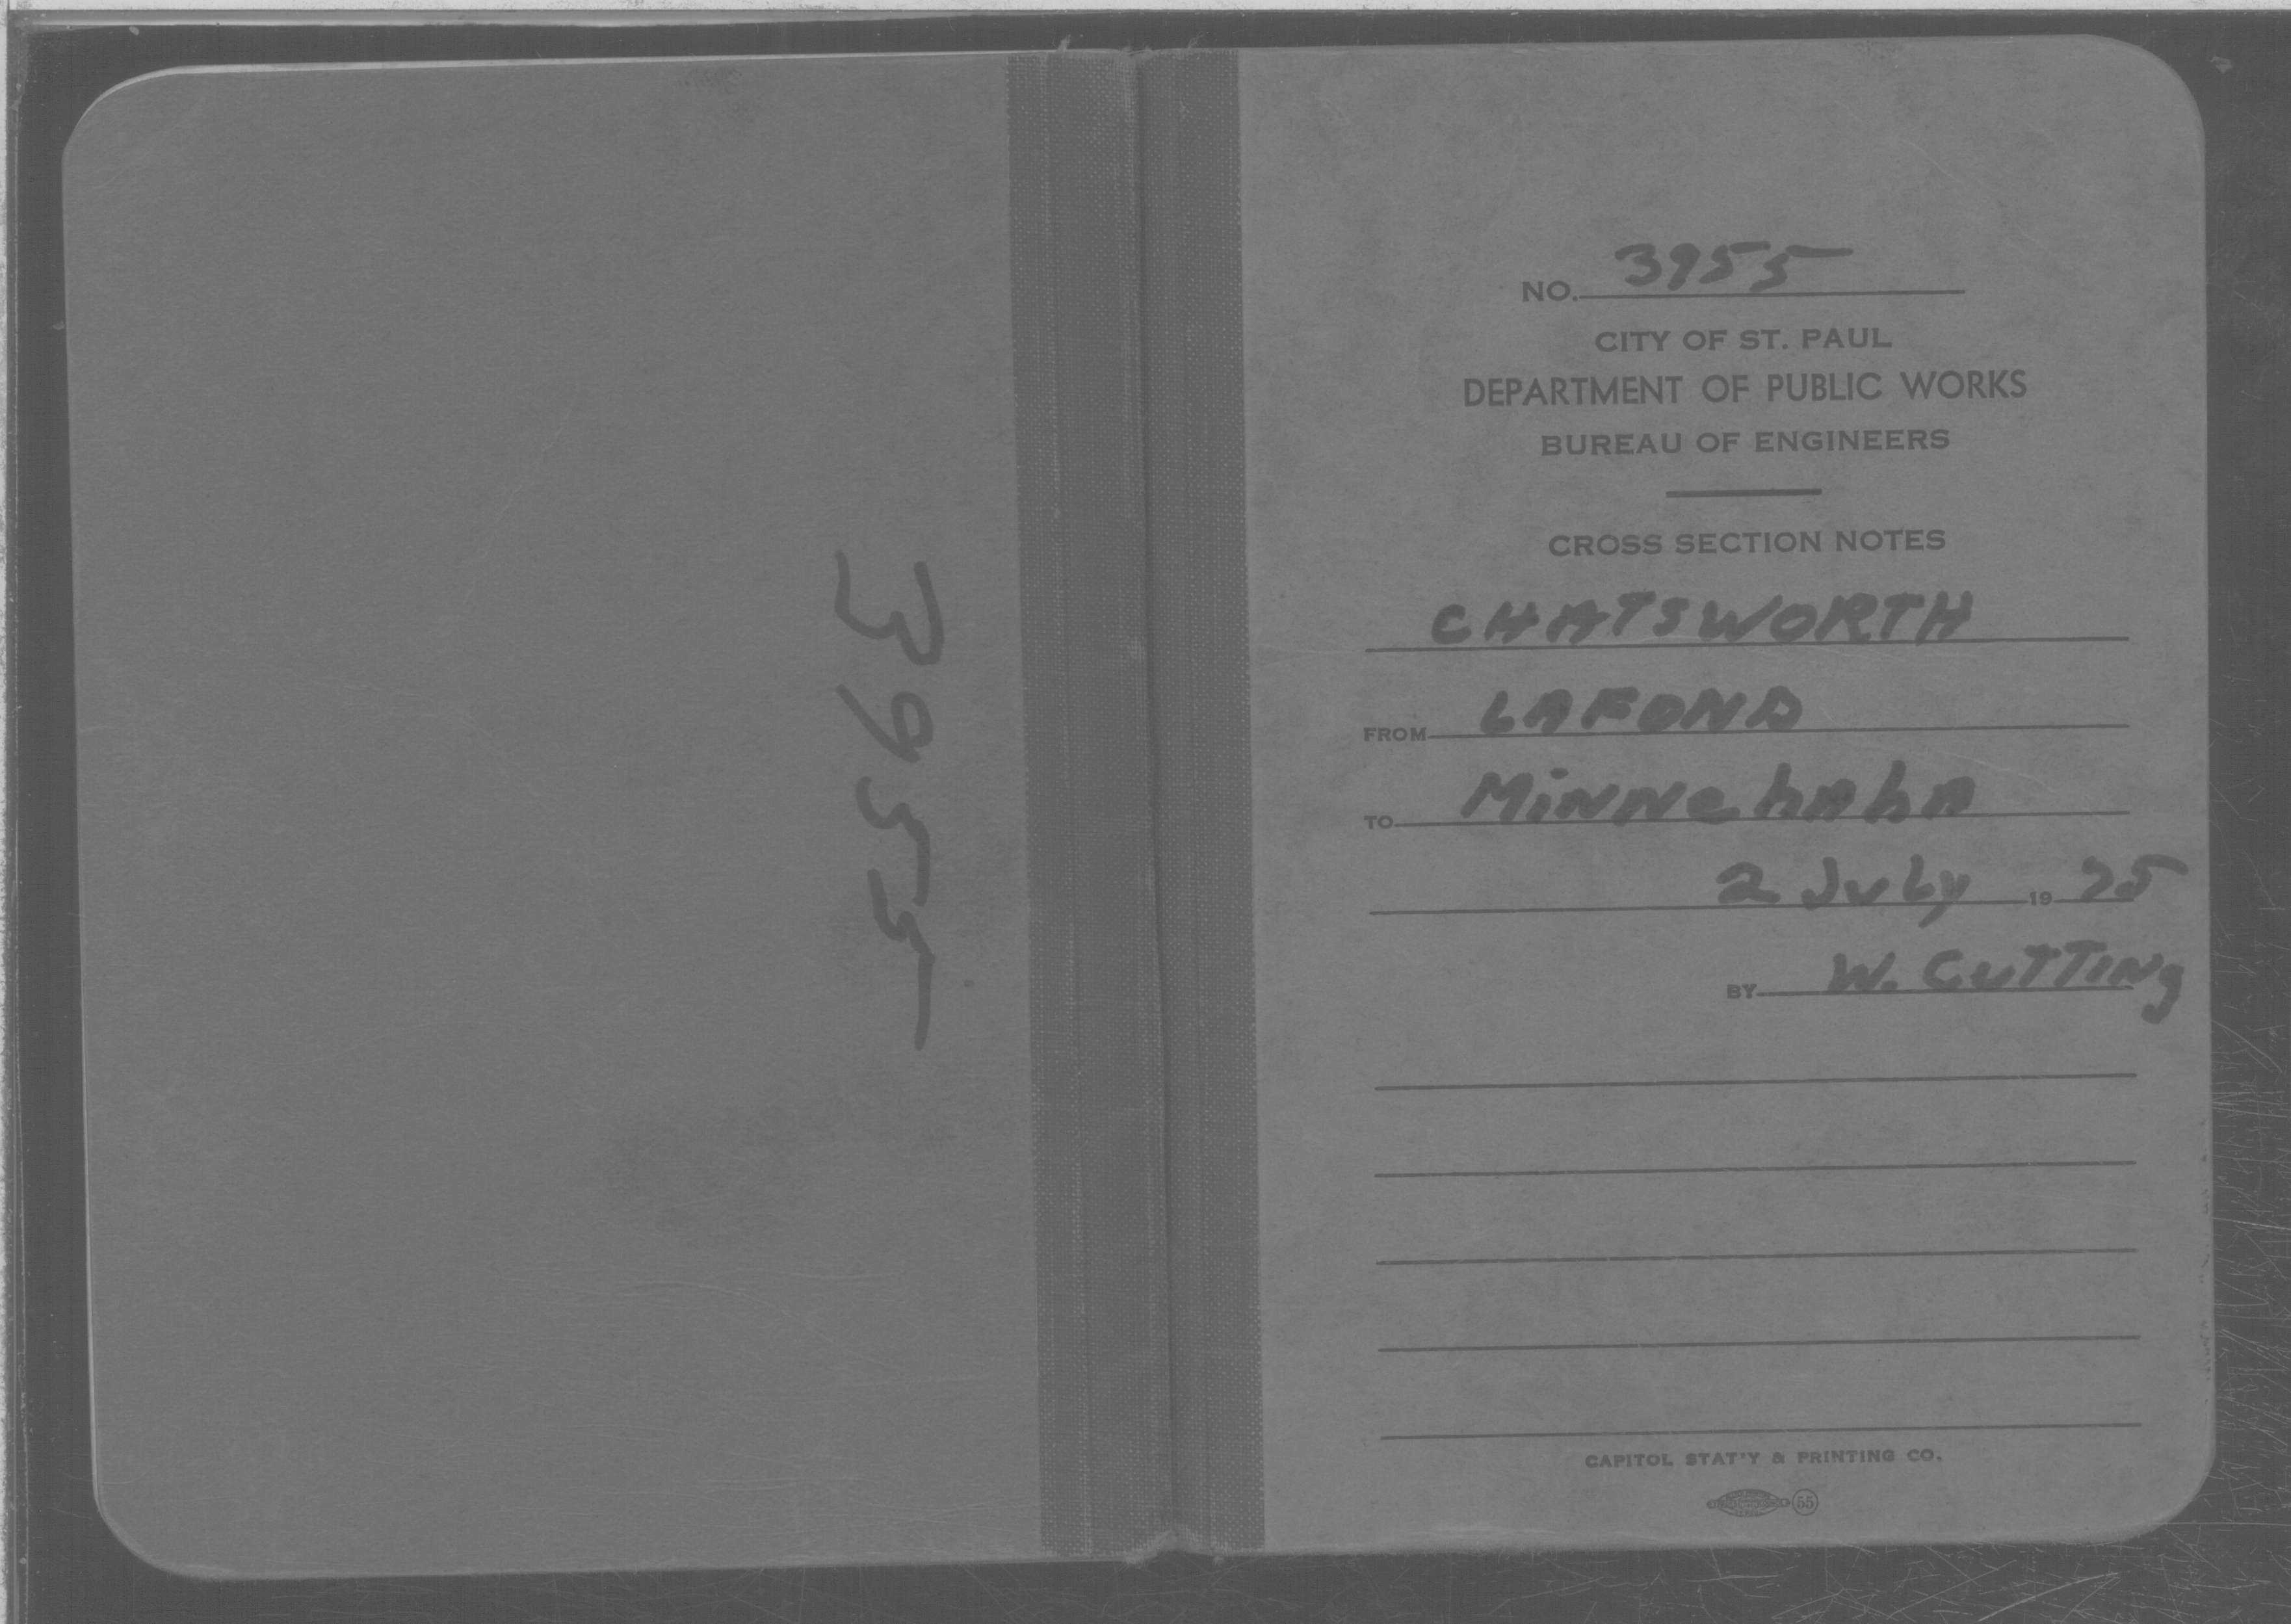 3955
NO. 3955
CITY OF ST. PAUL
DEPARTMENT OF PUBLIC WORKS
BUREAU OF ENGINEERS
CROSS SECTION NOTES
CHATSWORTH
FROM LAFOND
TO MINNehaha
2 July 19 75
BY W. CuTTINg
CAPITOL STAT'Y & PRINTING CO.
55